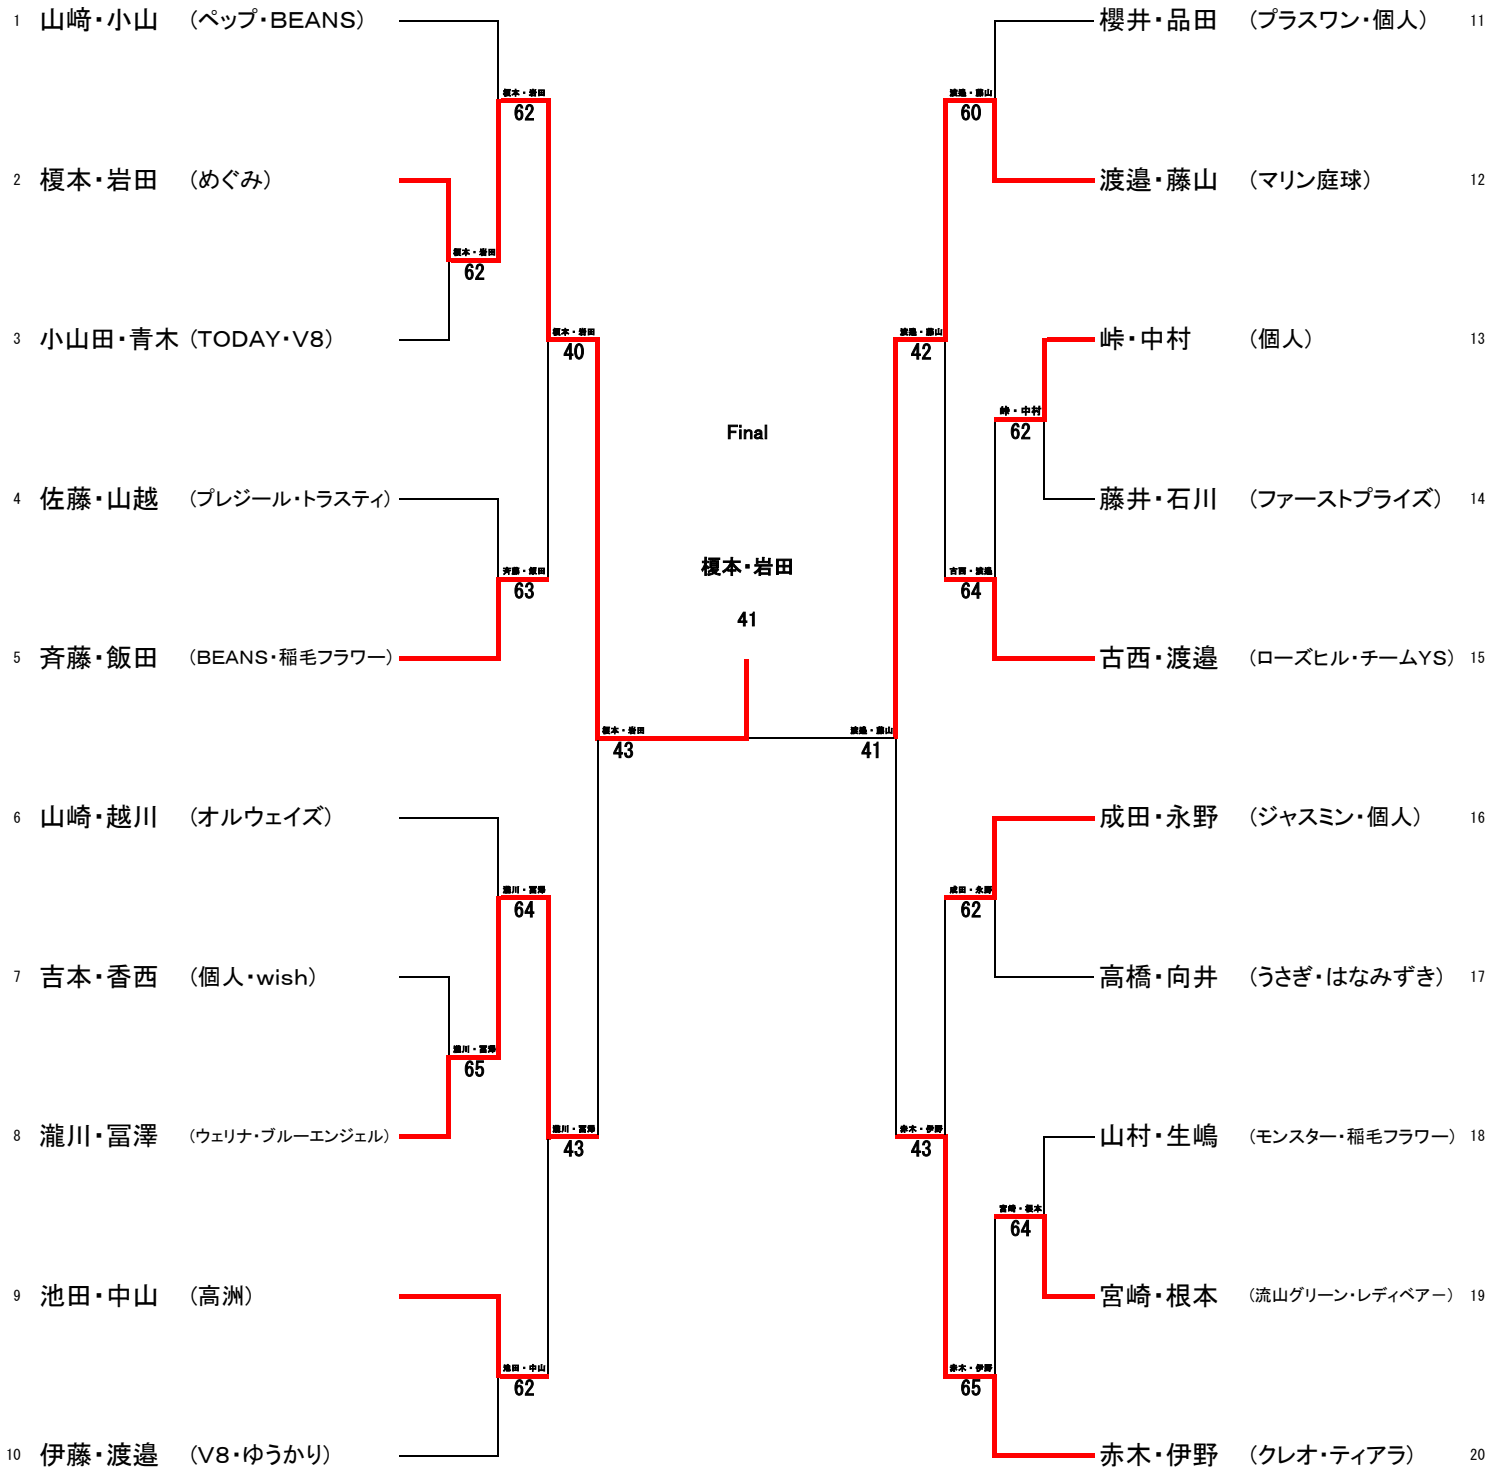 1 山﨑・小山 (ペップ・BEANS)
榎本・岩田
62
2 榎本・岩田 (めぐみ)
榎本・岩田
62
3 小山田・青木 (TODAY・V8)
榎本・岩田
40
4 佐藤・山越 (プレジール・トラスティ)
斉藤・飯田
63
5 斉藤・飯田 (BEANS・稲毛フラワー)
榎本・岩田
43
6 山崎・越川 (オルウェイズ)
瀧川・冨澤
64
7 吉本・香西 (個人・wish)
瀧川・冨澤
65
8 瀧川・冨澤 (ウェリナ・ブルーエンジェル)
瀧川・冨澤
43
9 池田・中山 (高洲)
池田・中山
62
10 伊藤・渡邉 (V8・ゆうかり)
Final
榎本・岩田
41
櫻井・品田 (プラスワン・個人) 11
渡邉・藤山
60
渡邉・藤山 (マリン庭球) 12
渡邉・藤山
42
峠・中村 (個人) 13
峠・中村
62
藤井・石川 (ファーストプライズ) 14
古西・渡邉
64
古西・渡邉 (ローズヒル・チームYS) 15
渡邉・藤山
41
成田・永野 (ジャスミン・個人) 16
成田・永野
62
高橋・向井 (うさぎ・はなみずき) 17
赤木・伊野
43
山村・生嶋 (モンスター・稲毛フラワー) 18
宮崎・根本
64
宮崎・根本 (流山グリーン・レディベアー) 19
赤木・伊野
65
赤木・伊野 (クレオ・ティアラ) 20